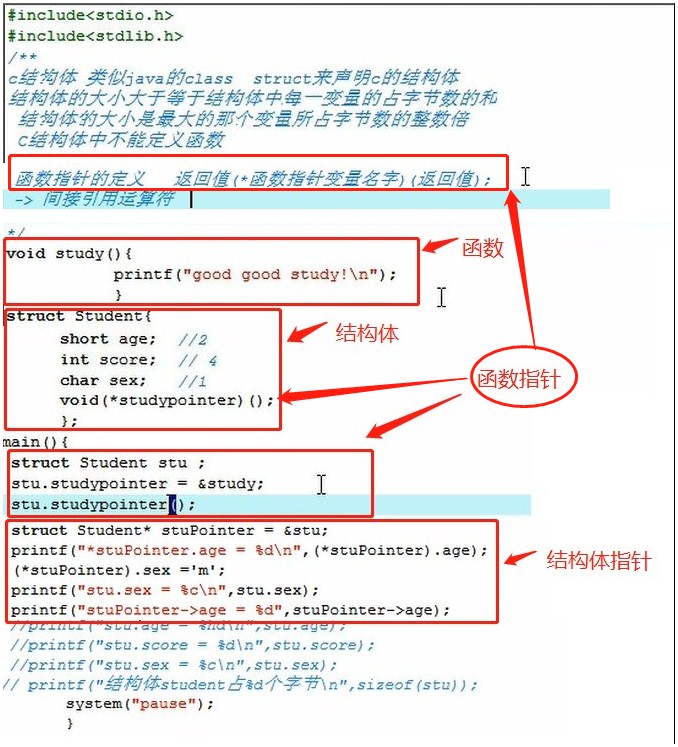 #include<stdio.h>
#include<stdlib.h>
/**
c结构体 类似java的class struct来声明c的结构体
结构体的大小大于等于结构体中每一变量的占字节数的和
结构体的大小是最大的那个变量所占字节数的整数倍
c结构体中不能定义函数
函数指针的定义 返回值(*函数指针变量名字)(返回值);
-> 间接引用运算符
*/
void study(){
函数
printf("good good study!\n");
}
struct Student{
结构体
short age; //2
int score; // 4
char sex; //1
函数指针
void(*studypointer)();
};
main(){
struct Student stu ;
stu.studypointer = &study;
stu.studypointer();
struct Student* stuPointer = &stu;
printf("*stuPointer.age = %d\n",(*stuPointer).age);
结构体指针
(*stuPointer).sex ='m';
printf("stu.sex = %c\n",stu.sex);
printf("stuPointer->age = %d",stuPointer->age);
//printf("stu.age = %hd\n",stu.age);
//printf("stu.score = %d\n",stu.score);
//printf("stu.sex = %c\n",stu.sex);
// printf("结构体student占%d个字节\n",sizeof(stu));
system("pause");
}